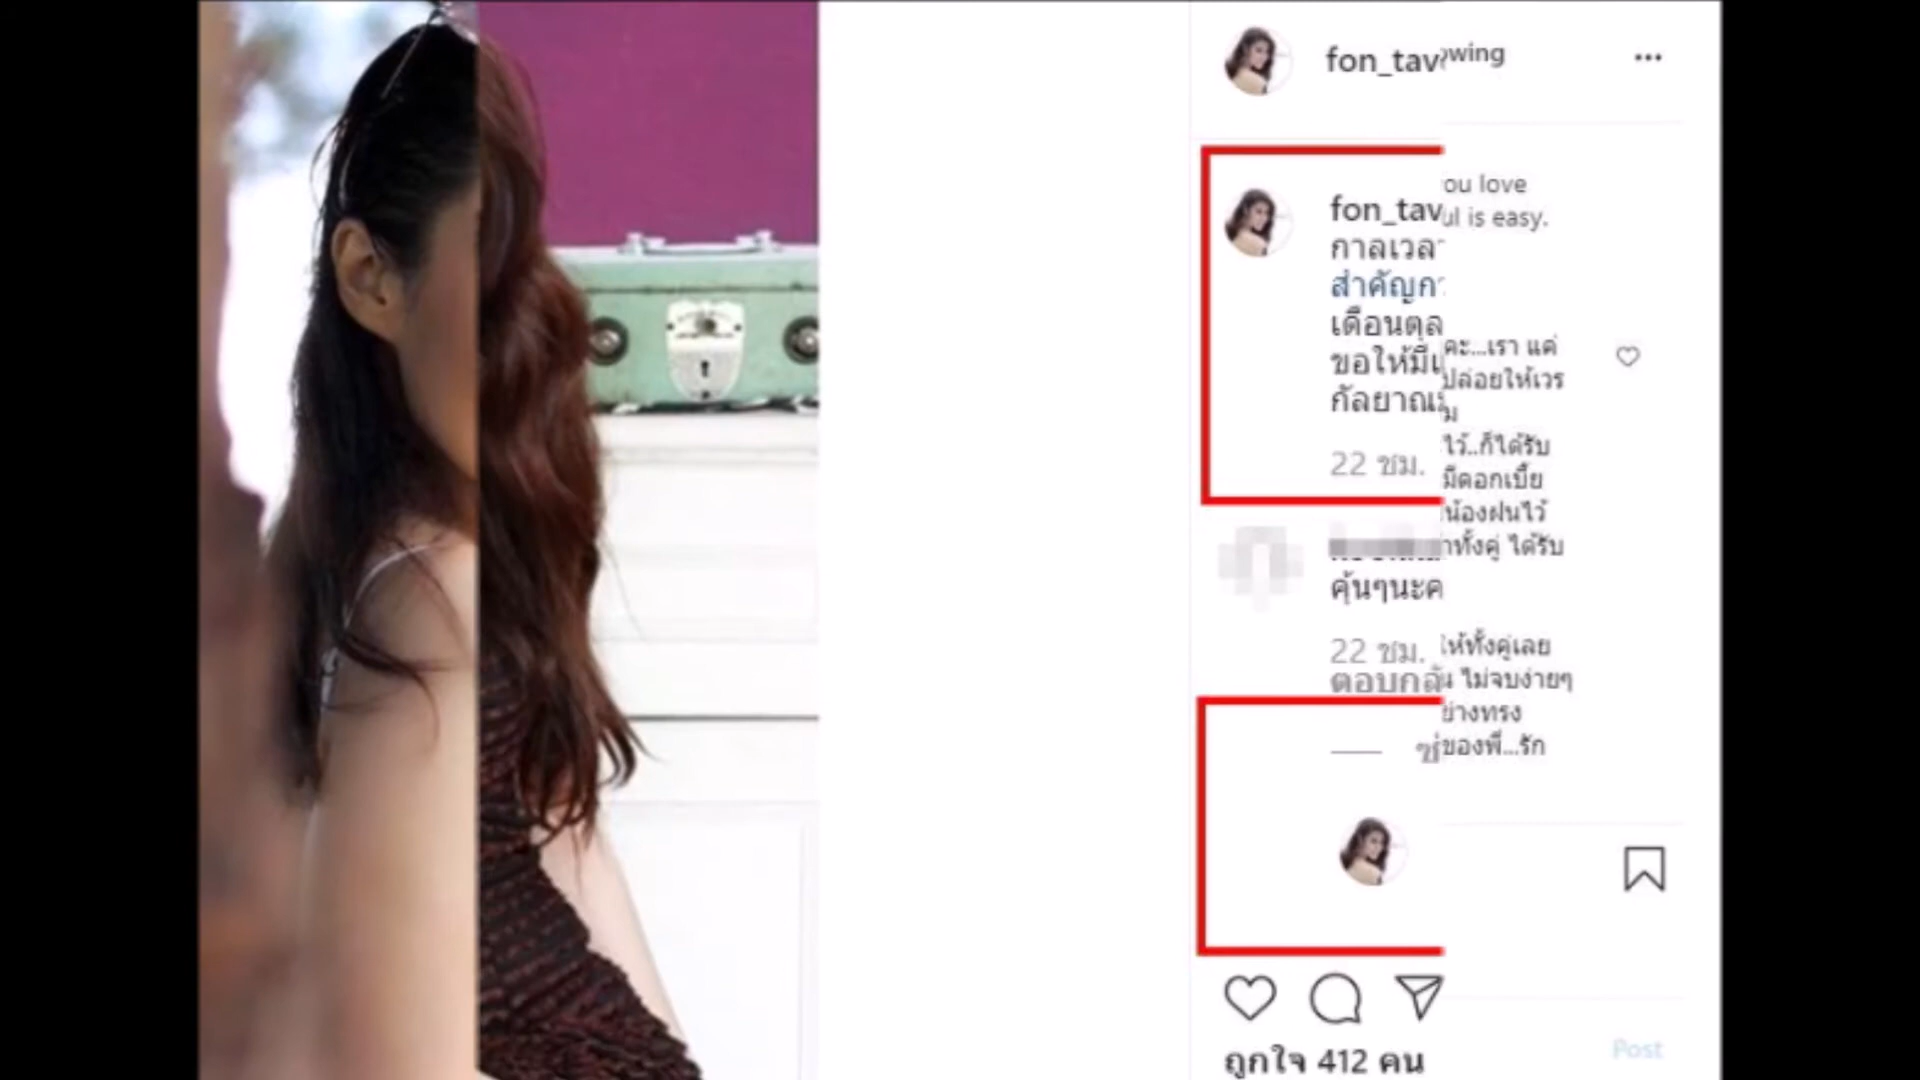 fon_tav
owing
fon_tav
กาลเวลา
สำคัญกา
เดือนตุล
ขอให้มีแ
กัลยาณม
22 ชม.
คุ้นๆนะค
22 ชม.
ตอบกลั
ถูกใจ 412 คน
ou love
ul is easy.
คะ...เรา แค่
ปล่อยให้เวร
ม
ไว้..ก็ได้รับ
มีดอกเบี้ย
น้องฝนไว้
าทั้งคู่ ได้รับ
ให้ทั้งคู่เลย
น ไม่จบง่ายๆ
ย่างทรง
ของพี่...รัก
Post